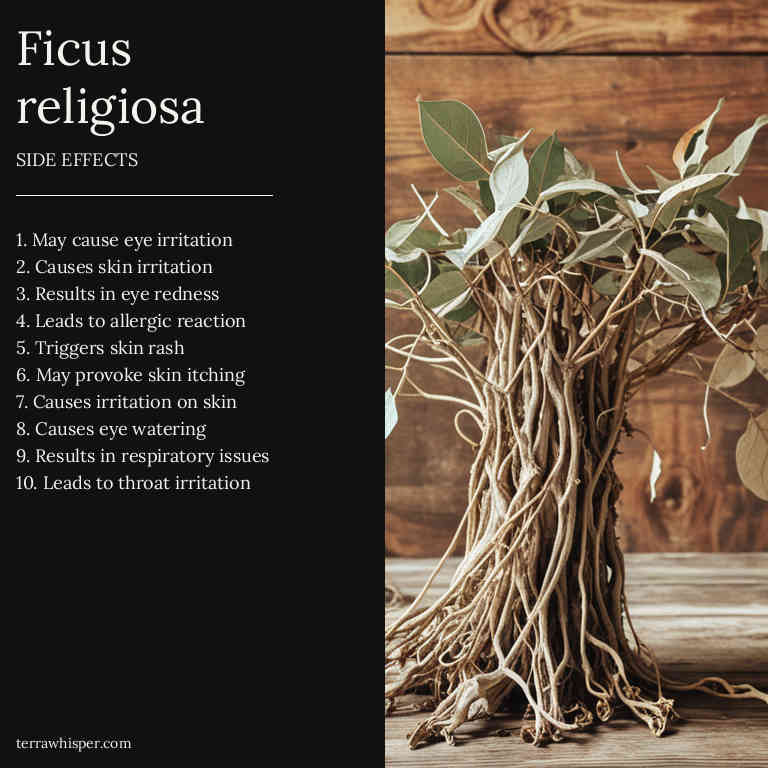 Ficus
religiosa
SIDE EFFECTS
1. May cause eye irritation
2. Causes skin irritation
3. Results in eye redness
4. Leads to allergic reaction
5. Triggers skin rash
6. May provoke skin itching
7. Causes irritation on skin
8. Causes eye watering
9. Results in respiratory issues
10. Leads to throat irritation
terrawhisper.com